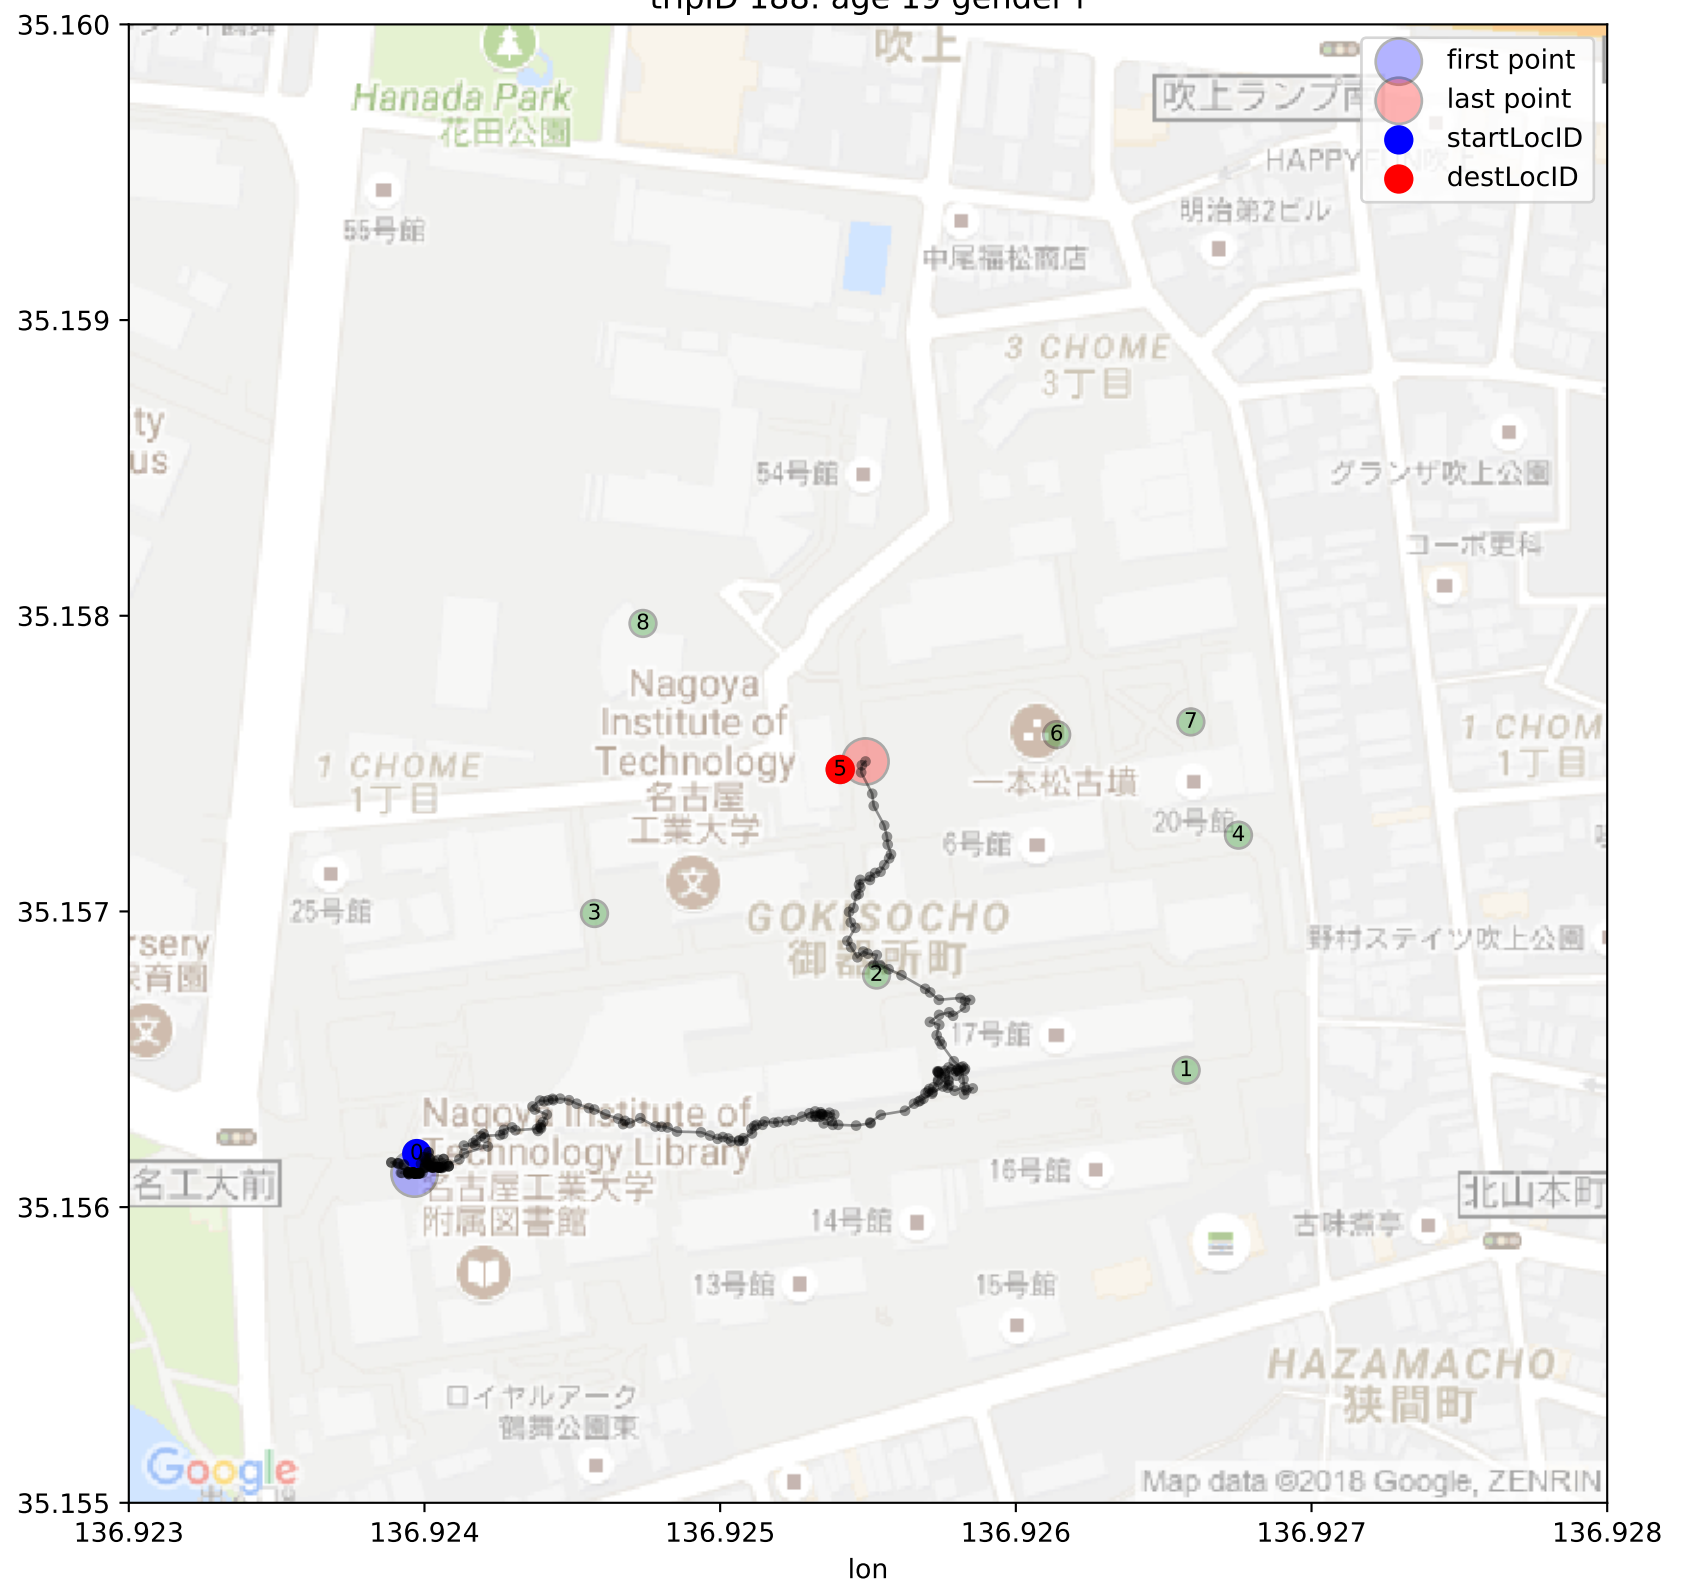 tripID 188: age 19 gender F
35.160
35.159
35.158
35.157
35.156
35.155
136.923
136.924
136.925
136.926
136.927
136.928
lon
first point
last point
startLocID
destLocID
吹上
Hanada Park
花田公園
吹上ランプ南
55号館
中尾福松商店
明治第2ビル
3 CHOME
3丁目
ty
us
54号館
グランザ吹上公園
コーポ更科
8
Nagoya
Institute of
Technology
名古屋
工業大学
1 CHOME
1丁目
5
6
7
一本松古墳
20号館
4
1 CHOM
1丁目
6号館
25号館
3
GOKISOCHO
御器所町
2
野村ステイツ吹上公園
rsery
保育園
17号館
1
0
Nagoya Institute of
Technology Library
名古屋工業大学
附属図書館
名工大前
16号館
14号館
13号館
15号館
北山本町
古味煮亭
HAZAMACHO
狭間町
ロイヤルアーク
鶴舞公園東
Google
Map data ©2018 Google, ZENRIN